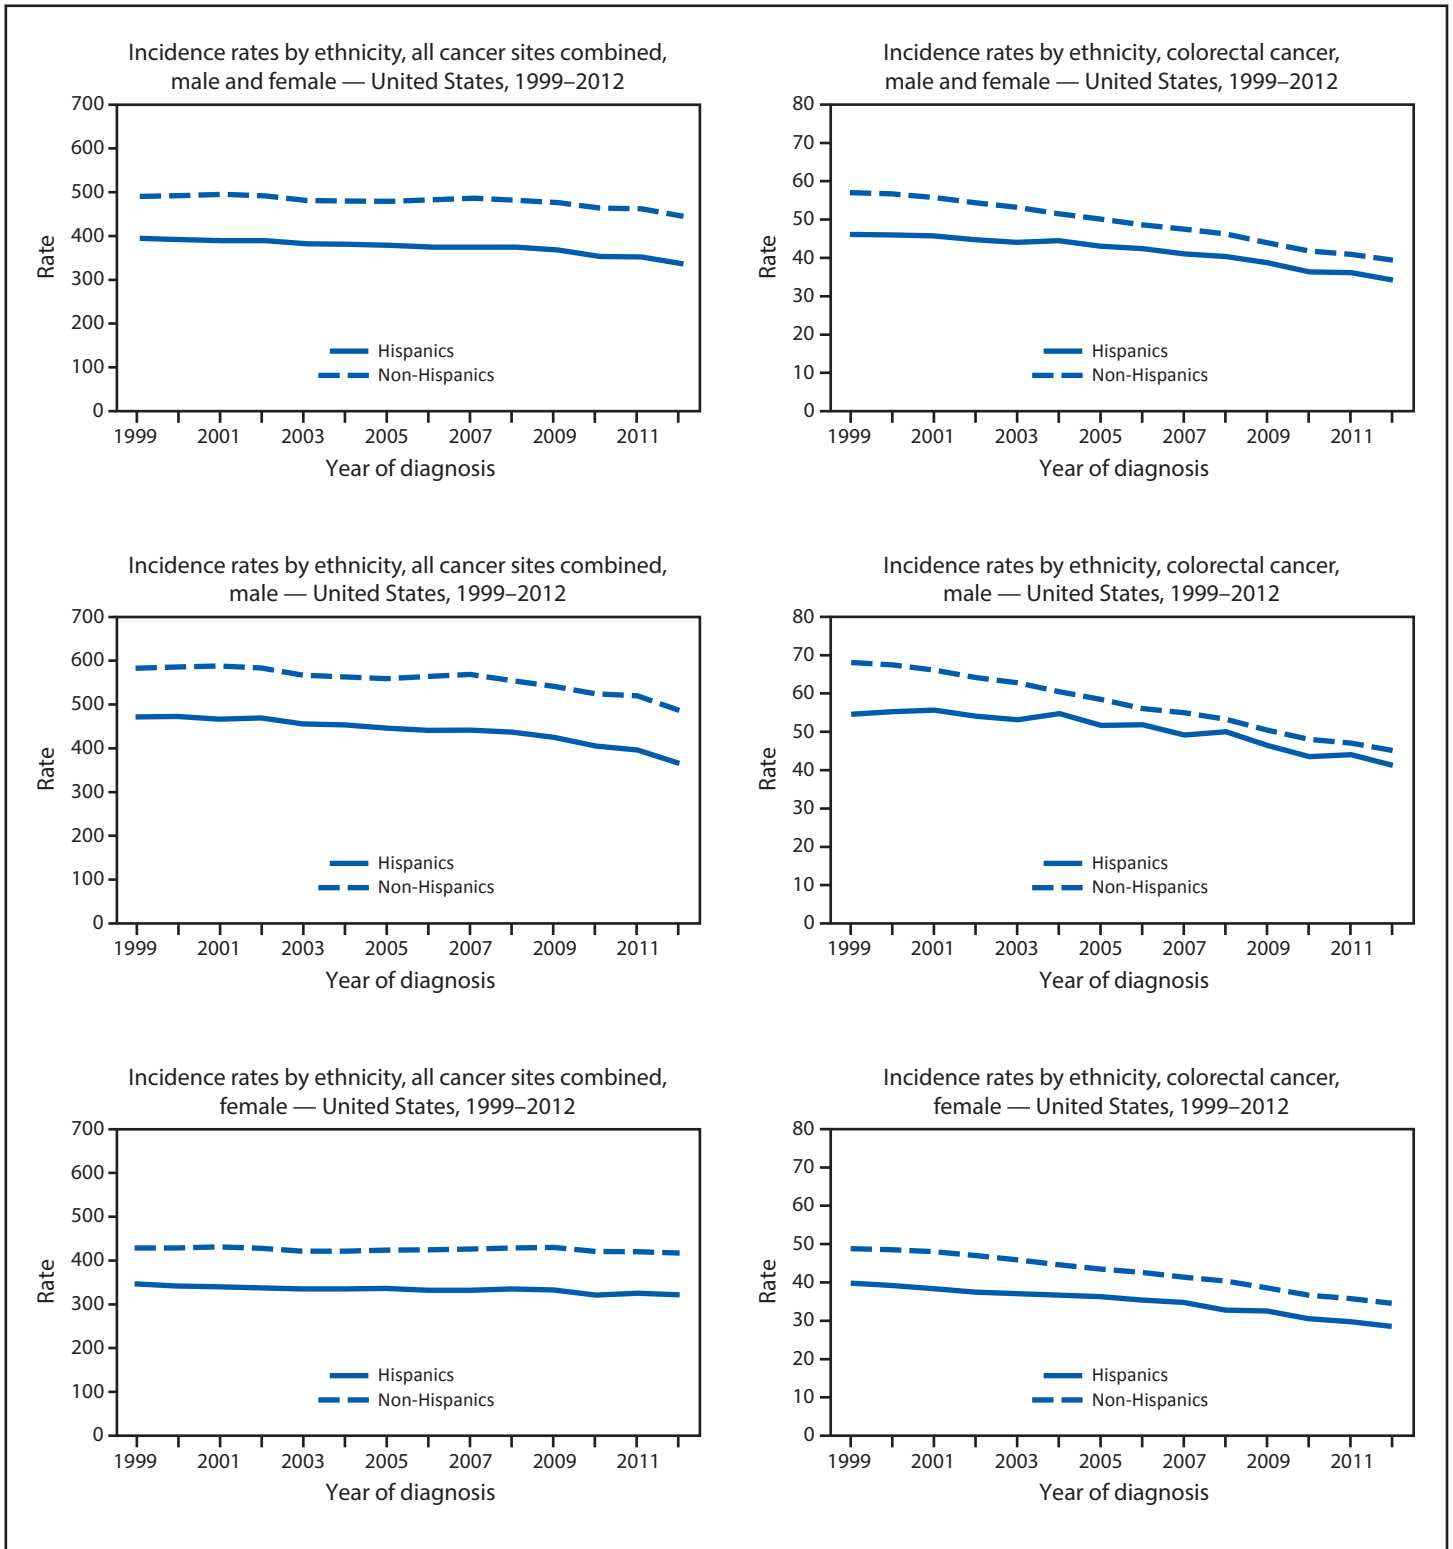 Incidence rates by ethnicity, all cancer sites combined,
male and female — United States, 1999–2012
700
600
500
400
300
200
100
0
Rate
Hispanics
Non-Hispanics
1999 2001 2003 2005 2007 2009 2011
Year of diagnosis
Incidence rates by ethnicity, colorectal cancer,
male and female — United States, 1999–2012
80
70
60
50
40
30
20
10
0
Rate
Hispanics
Non-Hispanics
1999 2001 2003 2005 2007 2009 2011
Year of diagnosis
Incidence rates by ethnicity, all cancer sites combined,
male — United States, 1999–2012
700
600
500
400
300
200
100
0
Rate
Hispanics
Non-Hispanics
1999 2001 2003 2005 2007 2009 2011
Year of diagnosis
Incidence rates by ethnicity, colorectal cancer,
male — United States, 1999–2012
80
70
60
50
40
30
20
10
0
Rate
Hispanics
Non-Hispanics
1999 2001 2003 2005 2007 2009 2011
Year of diagnosis
Incidence rates by ethnicity, all cancer sites combined,
female — United States, 1999–2012
700
600
500
400
300
200
100
0
Rate
Hispanics
Non-Hispanics
1999 2001 2003 2005 2007 2009 2011
Year of diagnosis
Incidence rates by ethnicity, colorectal cancer,
female — United States, 1999–2012
80
70
60
50
40
30
20
10
0
Rate
Hispanics
Non-Hispanics
1999 2001 2003 2005 2007 2009 2011
Year of diagnosis